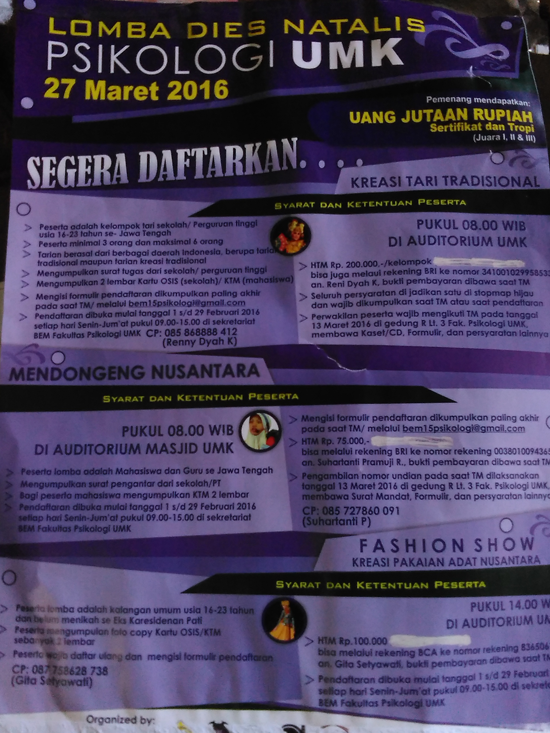 LOMBA DIES NATALIS
PSIKOLOGI UMK
27 Maret 2016
Pemenang mendapatkan:
UANG JUTAAN RUPIAH
Sertifikat dan Tropi
(Juara I, II & III)
SEGERA DAFTARKAN. . . .
KREASI TARI TRADISIONAL
SYARAT DAN KETENTUAN PESERTA
Peserta adalah kelompok tari sekolah/ Perguruan tinggi
usia 16-23 tahun se- Jawa Tengah
Peserta minimal 3 orang dan maksimal 6 orang
Tarian berasal dari berbagai daerah Indonesia, berupa tarian
tradisional maupun tarian kreasi tradisional
Mengumpulkan surat tugas dari sekolah/ perguruan tinggi
Mengumpulkan 2 lembar Kartu OSIS (sekolah)/ KTM (mahasiswa)
Mengisi formulir pendaftaran dikumpulkan paling akhir
pada saat TM/ melalui bem15psikologi@gmail.com
Pendaftaran dibuka mulai tanggal 1 s/d 29 Februari 2016
setiap hari Senin-Jum'at pukul 09.00-15.00 di sekretariat
BEM Fakultas Psikologi UMK
CP: 085 868888 412
(Renny Dyah K)
PUKUL 08.00 WIB
DI AUDITORIUM UMK
HTM Rp. 200.000,-/kelompok
bisa juga melalui rekening BRI ke nomor
an. Reni Dyah K, bukti pembayaran dibawa saat TM
Seluruh persyaratan di jadikan satu di stopmap hijau
dan wajib dikumpulkan saat TM atau saat pendaftaran
Perwakilan peserta wajib mengikuti TM pada tanggal
13 Maret 2016 di gedung R Lt. 3 Fak. Psikologi UMK,
membawa Kaset/CD, Formulir, dan persyaratan lainnya
MENDONGENG NUSANTARA
SYARAT DAN KETENTUAN PESERTA
PUKUL 08.00 WIB
DI AUDITORIUM MASJID UMK
Peserta lomba adalah Mahasiswa dan Guru se Jawa Tengah
Mengumpulkan surat pengantar dari sekolah/PT
Bagi peserta mahasiswa mengumpulkan KTM 2 lembar
Pendaftaran dibuka mulai tanggal 1 s/d 29 Februari 2016
setiap hari Senin-Jum'at pukul 09.00-15.00 di sekretariat
BEM Fakultas Psikologi UMK
Mengisi formulir pendaftaran dikumpulkan paling akhir
pada saat TM/ melalui bem15psikologi@gmail.com
HTM Rp. 75.000,-
bisa melalui rekening BRI ke nomor rekening
an. Suhartanti Pramuji R., bukti pembayaran dibawa saat
Pengambilan nomor undian pada saat TM dilaksanakan
tanggal 13 Maret 2016 di gedung R Lt. 3 Fak. Psikologi UMK,
membawa Surat Mandat, Formulir, dan persyaratan lainnya
CP: 085 727860 091
(Suhartanti P)
FASHION SHOW
KREASI PAKAIAN ADAT NUSANTARA
SYARAT DAN KETENTUAN PESERTA
Peserta lomba adalah kalangan umum usia 16-23 tahun
dan belum menikah se Eks Karesidenan Pati
Peserta mengumpulan foto copy Kartu OSIS/KTM
sebanyak 2 lembar
Peserta wajib daftar ulang dan mengisi formulir pendaftaran
CP: 087 758628 738
(Gita Setyawati)
PUKUL 14.00
DI AUDITORIUM
HTM Rp.100.000
bisa melalui rekening BCA ke nomor rekening
an. Gita Setyawati, bukti pembayaran dibawa saat
Pendaftaran dibuka mulai tanggal 1 s/d 29 Februari
setiap hari Senin-Jum'at pukul 09.00-15.00 di
BEM Fakultas Psikologi UMK
Organized by: